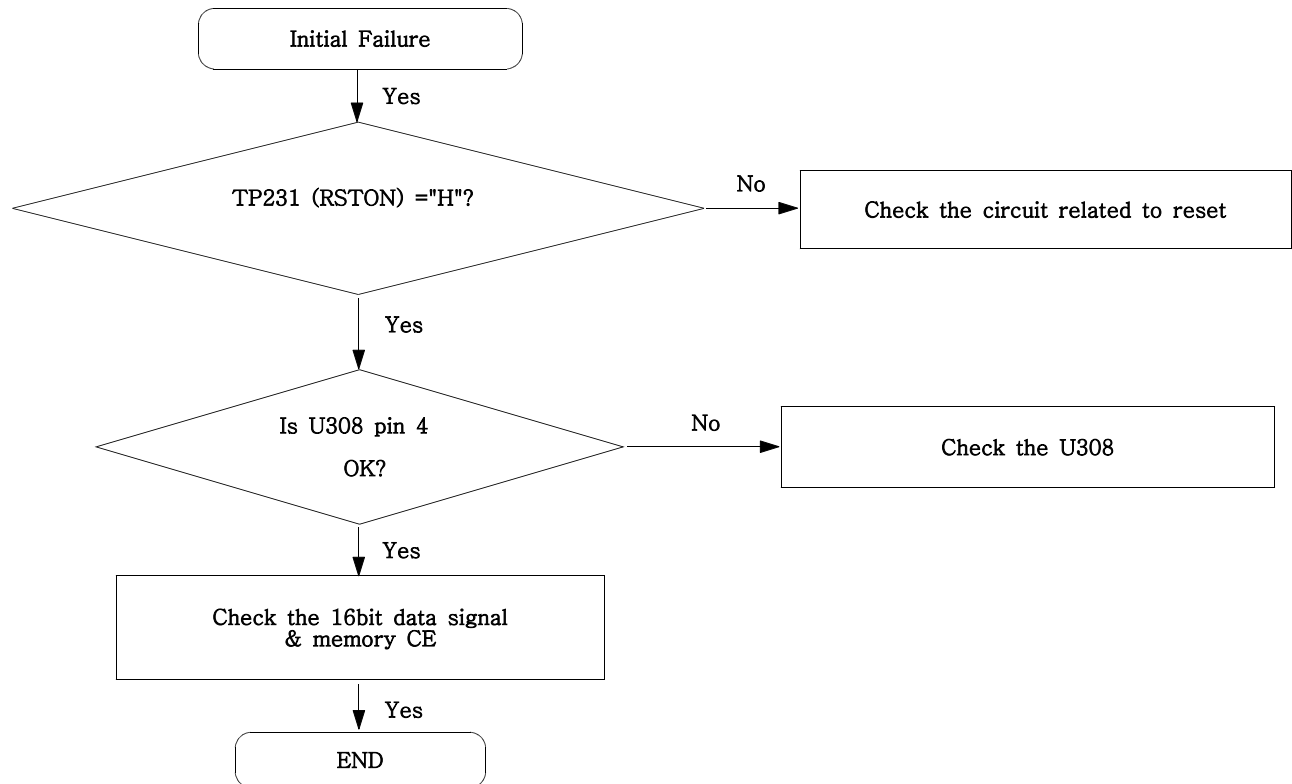 Initial Failure
Yes
TP231 (RSTON) ="H"?
No
Check the circuit related to reset
Yes
Is U308 pin 4
OK?
No
Check the U308
Yes
Check the 16bit data signal
& memory CE
Yes
END